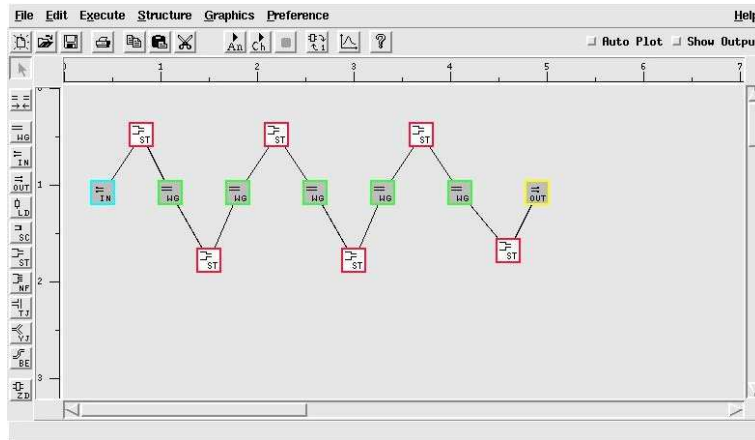 File Edit Execute Structure Graphics Preference Help
An Ch Auto Plot Show Outpu
0 1 2 3 4 5 6 7
0
ST ST ST
WG
IN
OUT
1 IN WG WG WG WG WG OUT
LD
SC
ST ST ST ST
NF
2
TJ
YJ
BE
3
ZD